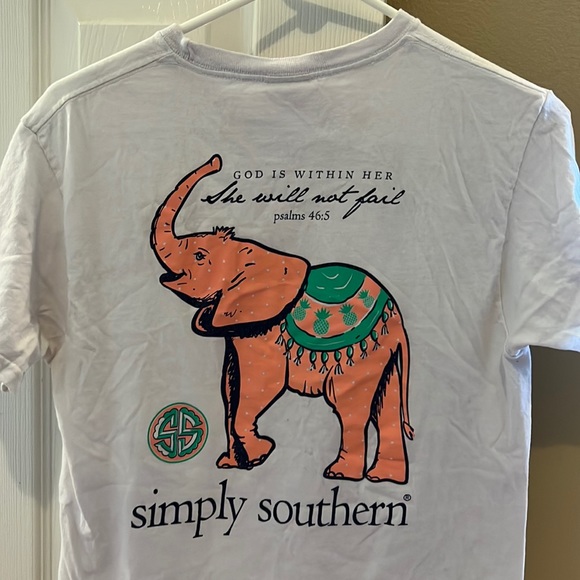 GOD IS WITHIN HER
She will not fail
psalms 46:5
SS
simply southern®